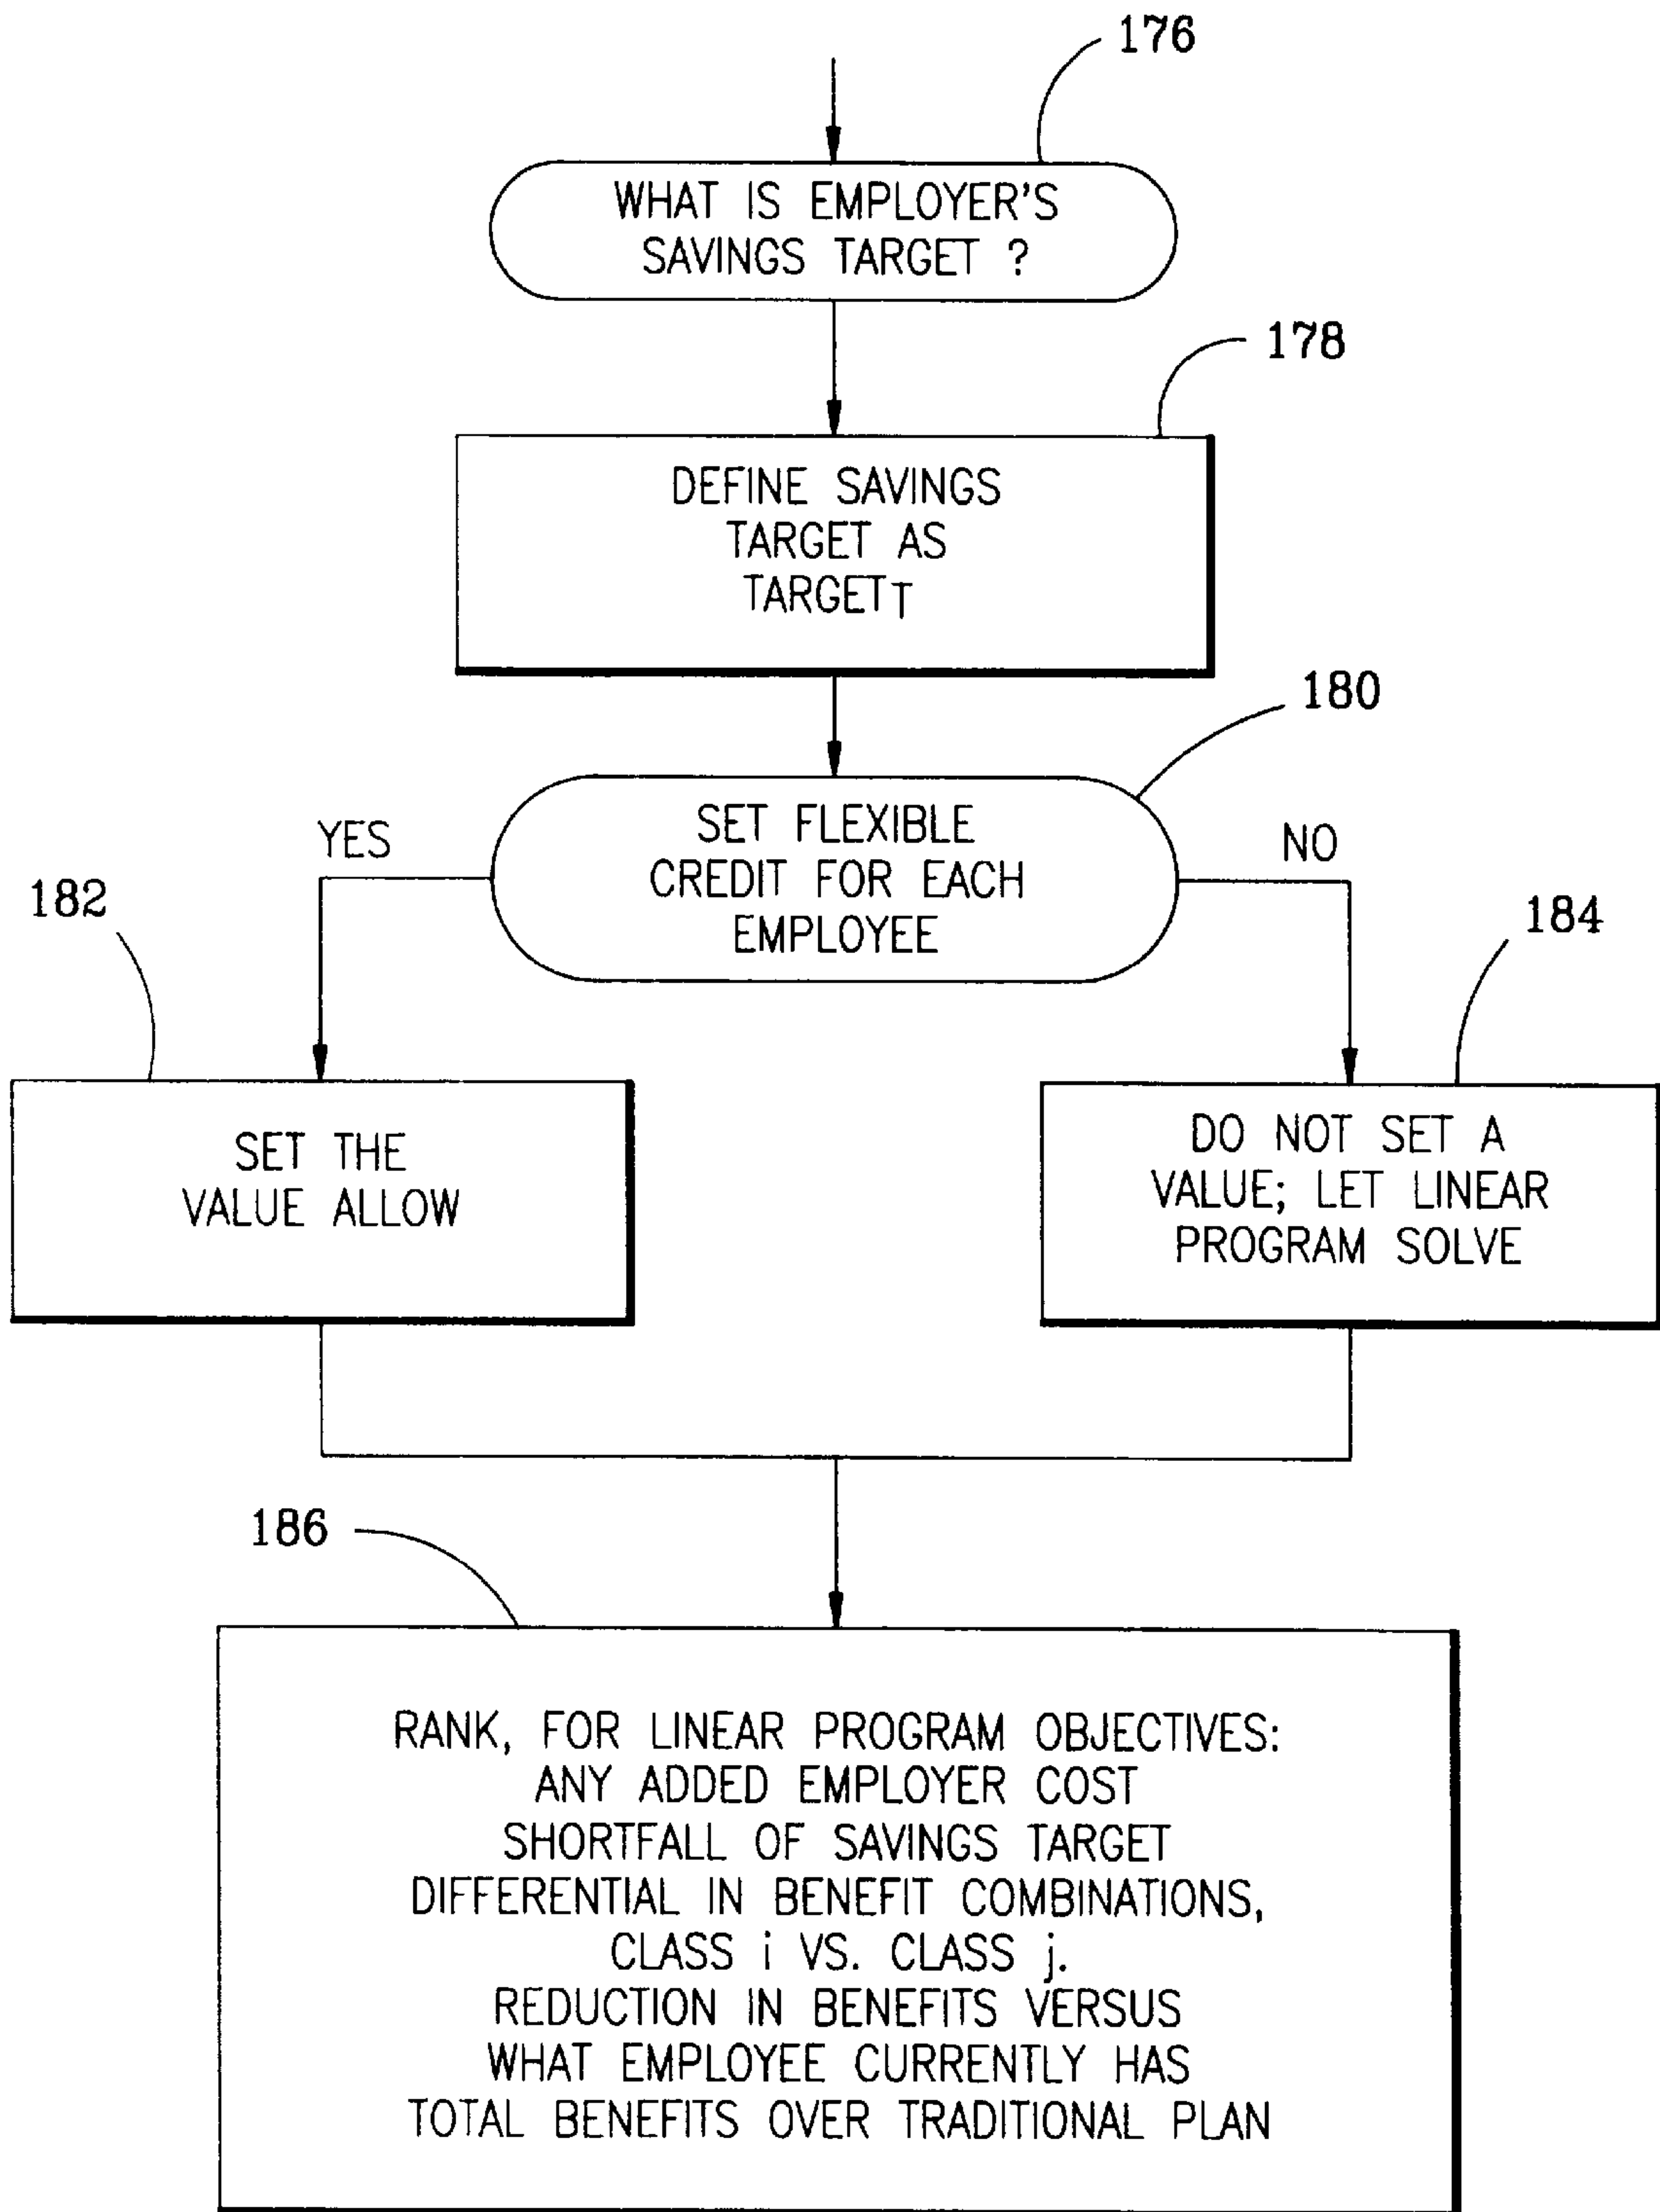 176
WHAT IS EMPLOYER'S
SAVINGS TARGET ?
178
DEFINE SAVINGS
TARGET AS
TARGETT
180
SET FLEXIBLE
CREDIT FOR EACH
EMPLOYEE
YES
NO
182
184
SET THE
VALUE ALLOW
DO NOT SET A
VALUE; LET LINEAR
PROGRAM SOLVE
186
RANK, FOR LINEAR PROGRAM OBJECTIVES:
ANY ADDED EMPLOYER COST
SHORTFALL OF SAVINGS TARGET
DIFFERENTIAL IN BENEFIT COMBINATIONS,
CLASS i VS. CLASS j.
REDUCTION IN BENEFITS VERSUS
WHAT EMPLOYEE CURRENTLY HAS
TOTAL BENEFITS OVER TRADITIONAL PLAN